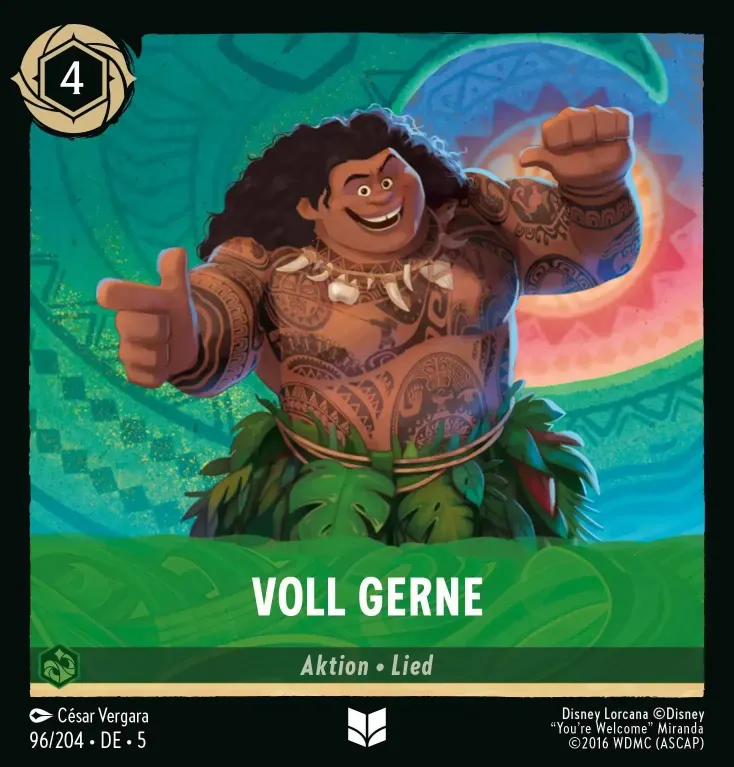 4
VOLL GERNE
Aktion • Lied
César Vergara
96/204 • DE • 5
Disney Lorcana ©Disney
“You’re Welcome” Miranda
©2016 WDMC (ASCAP)